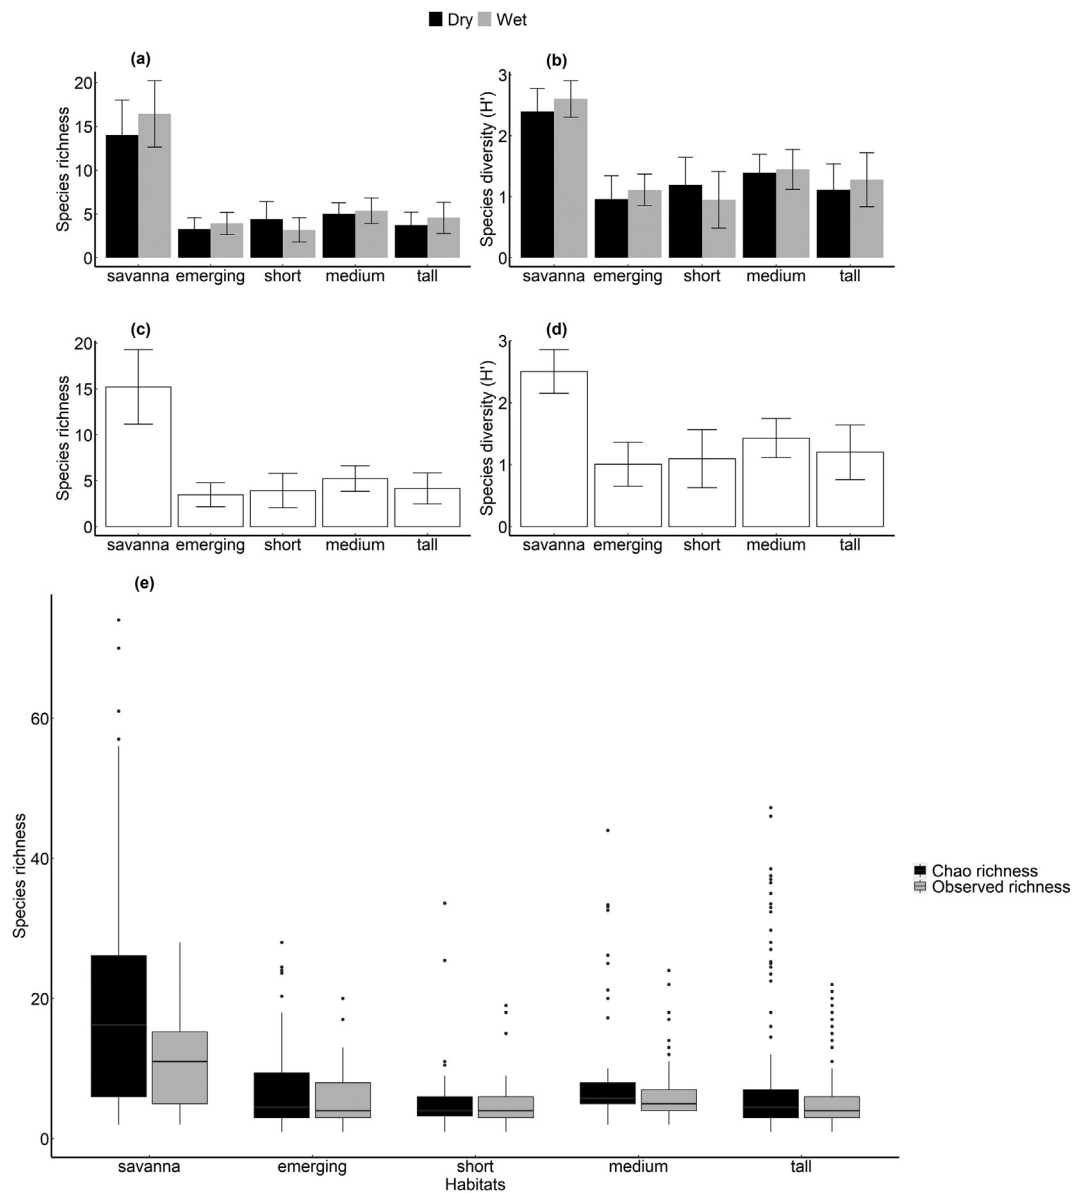 Dry Wet
(a)
Species richness
20
15
10
5
0
savanna emerging short medium tall
(b)
Species diversity (H')
3
2
1
0
savanna emerging short medium tall
(c)
Species richness
20
15
10
5
0
savanna emerging short medium tall
(d)
Species diversity (H')
3
2
1
0
savanna emerging short medium tall
(e)
Species richness
60
40
20
0
savanna emerging short medium tall
Habitats
Chao richness
Observed richness